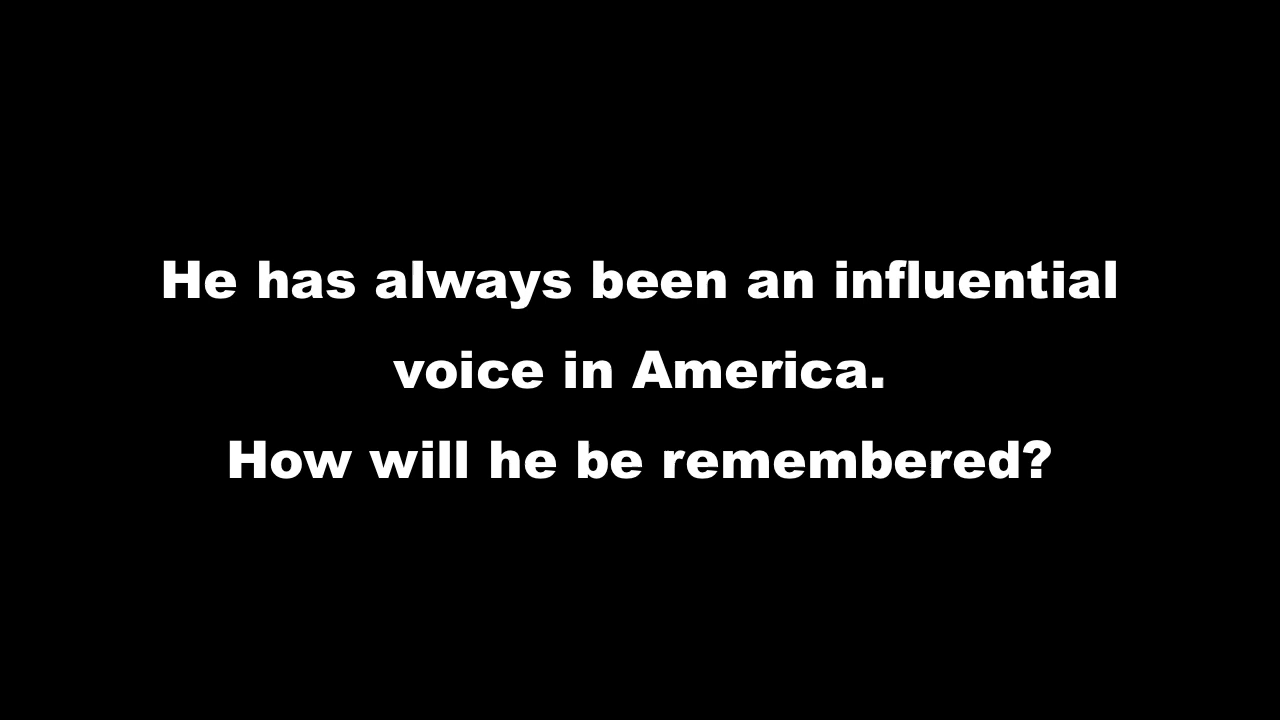 He has always been an influential
voice in America.
How will he be remembered?